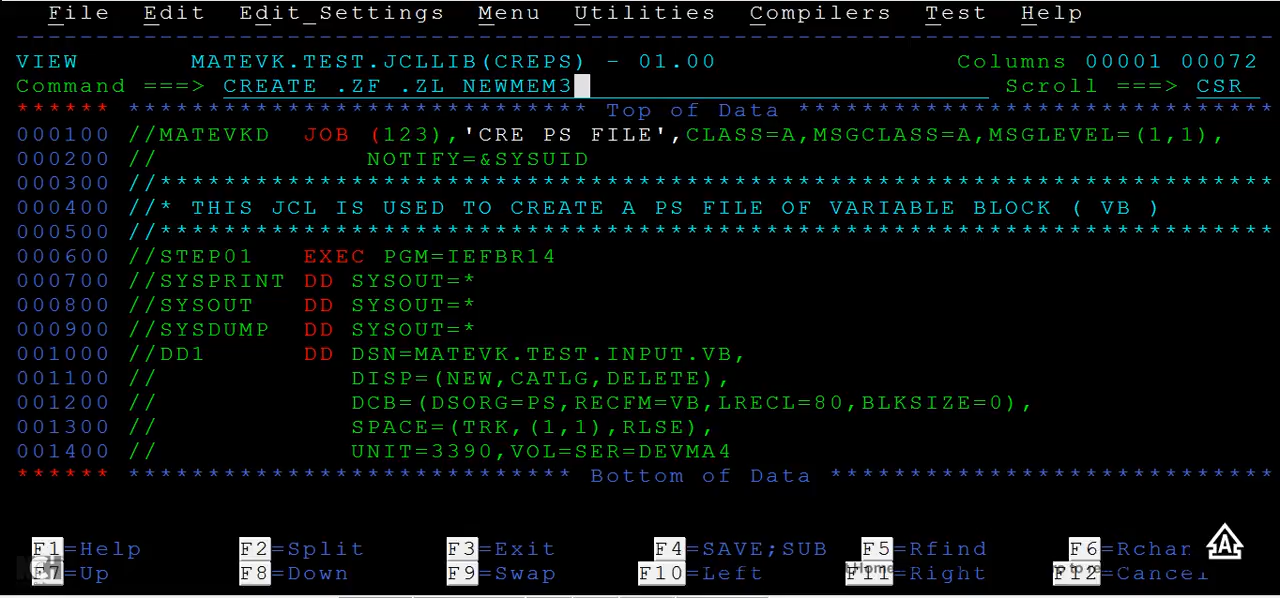 File Edit Edit_Settings Menu Utilities Compilers Test Help
VIEW MATEVK.TEST.JCLLIB(CREPS) - 01.00 Columns 00001 00072
Command ===> CREATE .ZF .ZL NEWMEM3 Scroll ===> CSR
****** ***************************** Top of Data ******************************
000100 //MATEVKD JOB (123),'CRE PS FILE',CLASS=A,MSGCLASS=A,MSGLEVEL=(1,1),
000200 // NOTIFY=&SYSUID
000300 //**********************************************************************
000400 //* THIS JCL IS USED TO CREATE A PS FILE OF VARIABLE BLOCK ( VB )
000500 //**********************************************************************
000600 //STEP01 EXEC PGM=IEFBR14
000700 //SYSPRINT DD SYSOUT=*
000800 //SYSOUT DD SYSOUT=*
000900 //SYSDUMP DD SYSOUT=*
001000 //DD1 DD DSN=MATEVK.TEST.INPUT.VB,
001100 // DISP=(NEW,CATLG,DELETE),
001200 // DCB=(DSORG=PS,RECFM=VB,LRECL=80,BLKSIZE=0),
001300 // SPACE=(TRK,(1,1),RLSE),
001400 // UNIT=3390,VOL=SER=DEVMA4
****** **************************** Bottom of Data ****************************
F1=Help F2=Split F3=Exit F4=SAVE;SUB F5=Rfind F6=Rchan
F7=Up F8=Down F9=Swap F10=Left F11=Right F12=Cancel